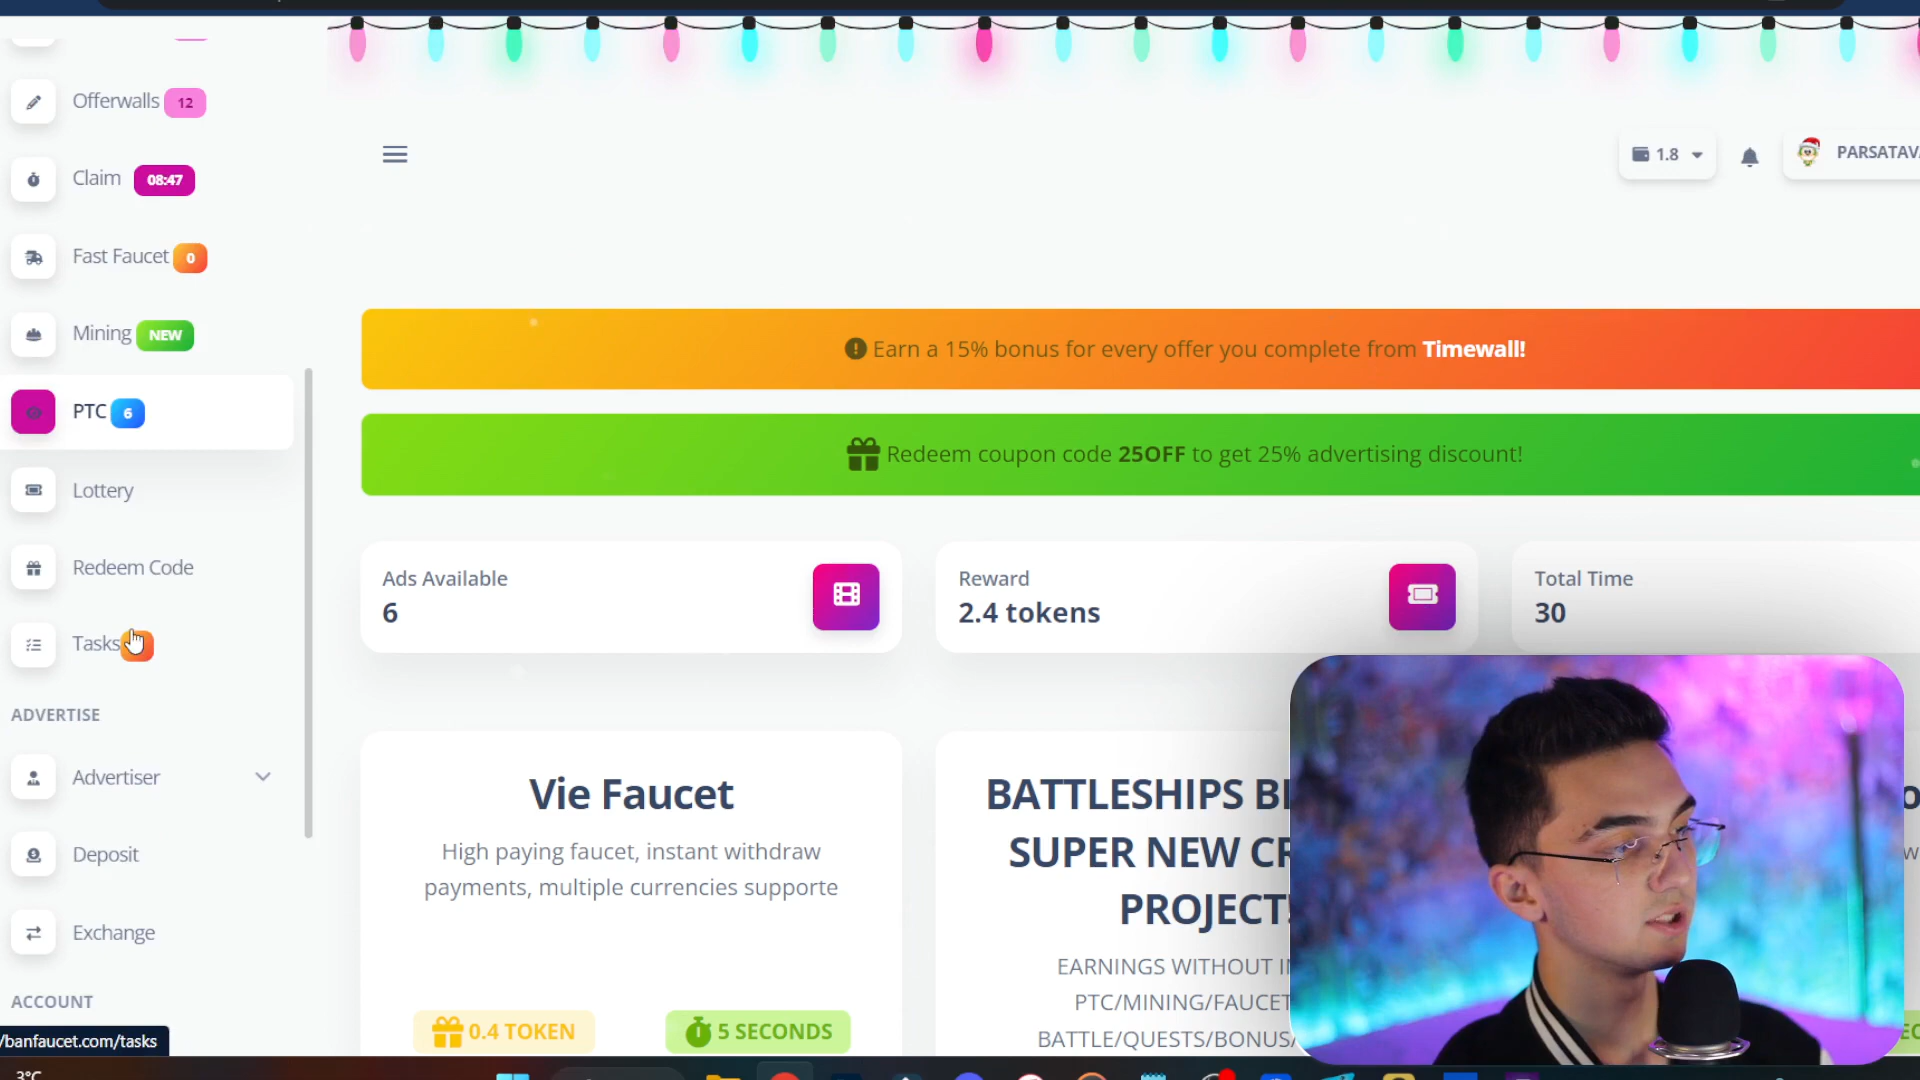 Offerwalls 12
Claim 08:47
Fast Faucet 0
Mining NEW
PTC 6
Lottery
Redeem Code
Tasks
ADVERTISE
Advertiser
Deposit
Exchange
ACCOUNT
/banfaucet.com/tasks
3°C
1.8
PARSATAV
Earn a 15% bonus for every offer you complete from Timewall!
Redeem coupon code 25OFF to get 25% advertising discount!
Ads Available
6
Reward
2.4 tokens
Total Time
30
Vie Faucet
High paying faucet, instant withdraw
payments, multiple currencies supporte
0.4 TOKEN
5 SECONDS
BATTLESHIPS
SUPER NEW
PROJECT!
EARNINGS WITHOUT
PTC/MINING/FAUCET
BATTLE/QUESTS/BONUS/